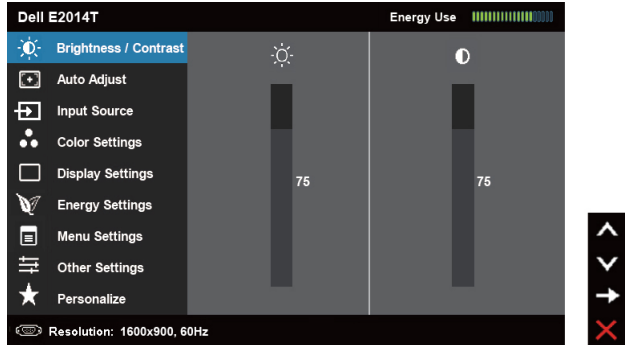 Dell E2014T Energy Use
Brightness / Contrast
Auto Adjust
Input Source
Color Settings
Display Settings
75 75
Energy Settings
Menu Settings
Other Settings
Personalize
Resolution: 1600x900, 60Hz